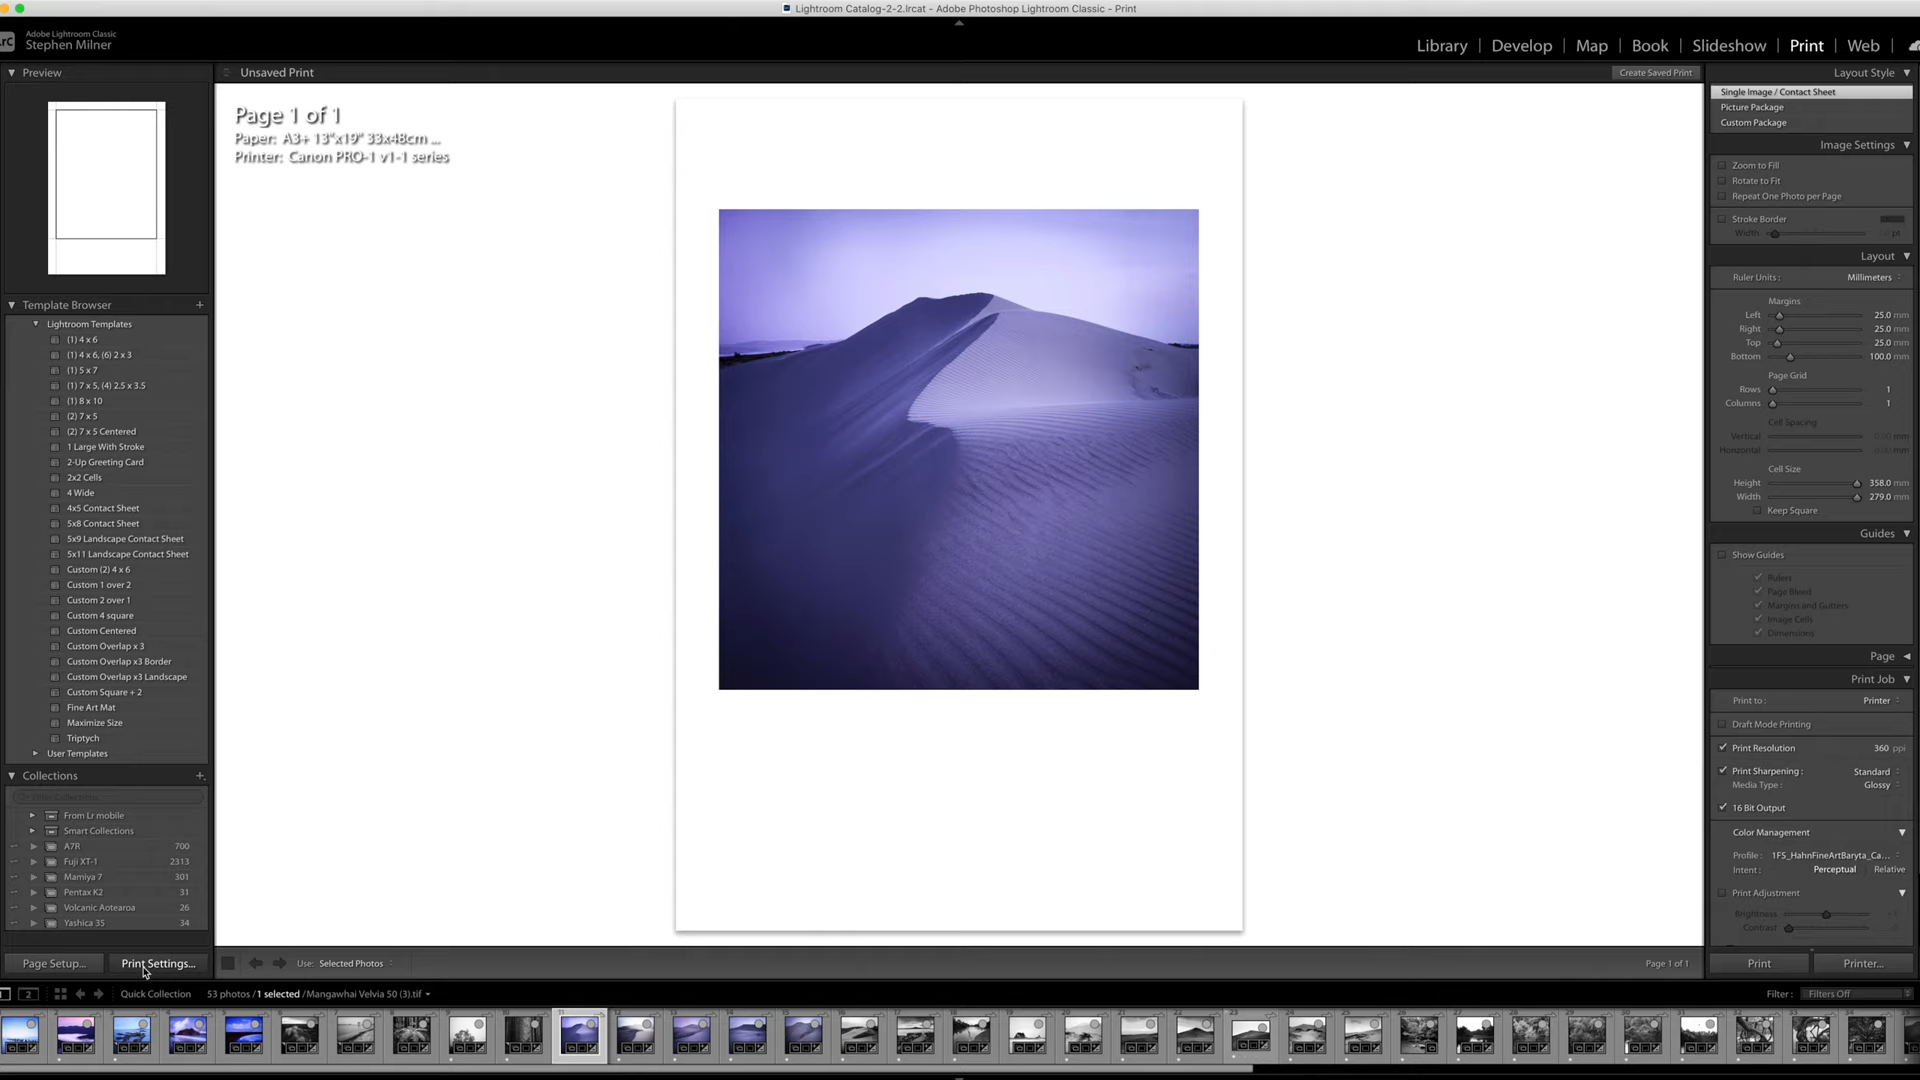 Lightroom Catalog-2-2.lrcat - Adobe Photoshop Lightroom Classic - Print
Adobe Lightroom Classic
Stephen Milner
Library | Develop | Map | Book | Slideshow | Print | Web
Preview
Unsaved Print
Create Saved Print
Page 1 of 1
Paper: A3+ 13"x19" 33x48cm ...
Printer: Canon PRO-1 v1-1 series
Template Browser
Lightroom Templates
(1) 4 x 6
(1) 4 x 6, (6) 2 x 3
(1) 5 x 7
(1) 7 x 5, (4) 2.5 x 3.5
(1) 8 x 10
(2) 7 x 5
(2) 7 x 5 Centered
1 Large With Stroke
2-Up Greeting Card
2x2 Cells
4 Wide
4x5 Contact Sheet
5x8 Contact Sheet
5x9 Landscape Contact Sheet
5x11 Landscape Contact Sheet
Custom (2) 4 x 6
Custom 1 over 2
Custom 2 over 1
Custom 4 square
Custom Centered
Custom Overlap x 3
Custom Overlap x3 Border
Custom Overlap x3 Landscape
Custom Square + 2
Fine Art Mat
Maximize Size
Triptych
User Templates
Collections
Filter Collections
From Lr mobile
Smart Collections
A7R 700
Fuji XT-1 2313
Mamiya 7 301
Pentax K2 31
Volcanic Aotearoa 26
Yashica 35 34
Page Setup...
Print Settings...
Use: Selected Photos
Page 1 of 1
Layout Style
Single Image / Contact Sheet
Picture Package
Custom Package
Image Settings
Zoom to Fill
Rotate to Fit
Repeat One Photo per Page
Stroke Border
Width pt
Layout
Ruler Units : Millimeters
Margins
Left 25.0 mm
Right 25.0 mm
Top 25.0 mm
Bottom 100.0 mm
Page Grid
Rows 1
Columns 1
Cell Spacing
Vertical 0.00 mm
Horizontal 0.00 mm
Cell Size
Height 358.0 mm
Width 279.0 mm
Keep Square
Guides
Show Guides
Rulers
Page Bleed
Margins and Gutters
Image Cells
Dimensions
Page
Print Job
Print to : Printer
Draft Mode Printing
Print Resolution 360 ppi
Print Sharpening : Standard
Media Type : Glossy
16 Bit Output
Color Management
Profile : 1FS_HahnFineArtBaryta_Ca...
Intent : Perceptual Relative
Print Adjustment
Brightness
Contrast
Print
Printer...
2
Quick Collection 53 photos / 1 selected / Mangawhai Velvia 50 (3).tif
Filter : Filters Off